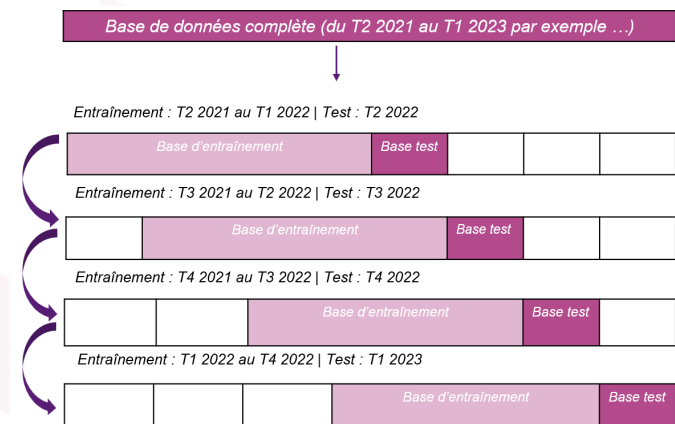 Base de données complète (du T2 2021 au T1 2023 par exemple …)
Entraînement : T2 2021 au T1 2022 | Test : T2 2022
Base d'entraînement Base test
Entraînement : T3 2021 au T2 2022 | Test : T3 2022
Base d'entraînement Base test
Entraînement : T4 2021 au T3 2022 | Test : T4 2022
Base d'entraînement Base test
Entraînement : T1 2022 au T4 2022 | Test : T1 2023
Base d'entraînement Base test